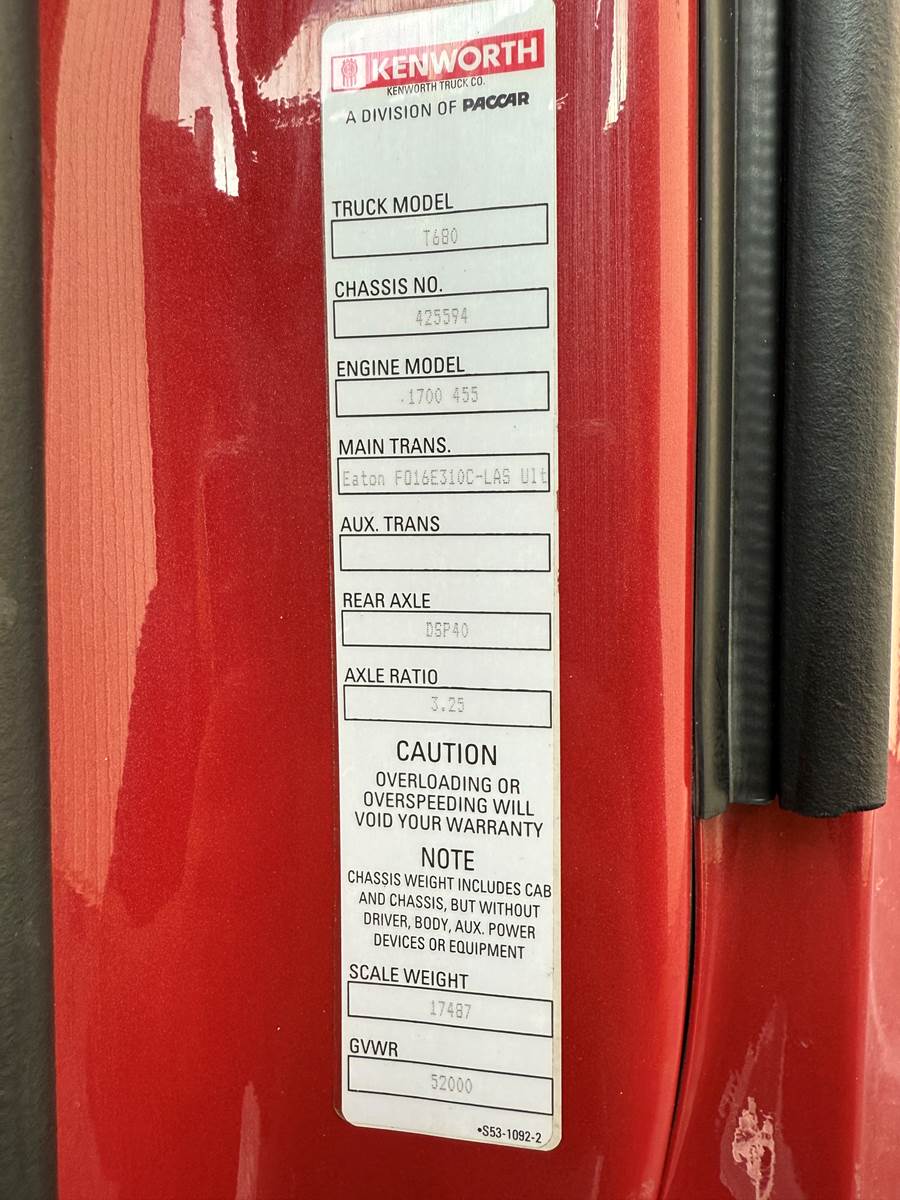 KENWORTH
KENWORTH TRUCK CO.
A DIVISION OF PACCAR
TRUCK MODEL
T680
CHASSIS NO.
425594
ENGINE MODEL
.1700 455
MAIN TRANS.
Eaton FO16E310C-LAS Ult
AUX. TRANS
REAR AXLE
DSP40
AXLE RATIO
3.25
CAUTION
OVERLOADING OR
OVERSPEEDING WILL
VOID YOUR WARRANTY
NOTE
CHASSIS WEIGHT INCLUDES CAB
AND CHASSIS, BUT WITHOUT
DRIVER, BODY, AUX. POWER
DEVICES OR EQUIPMENT
SCALE WEIGHT
17487
GVWR
52000
•S53-1092-2